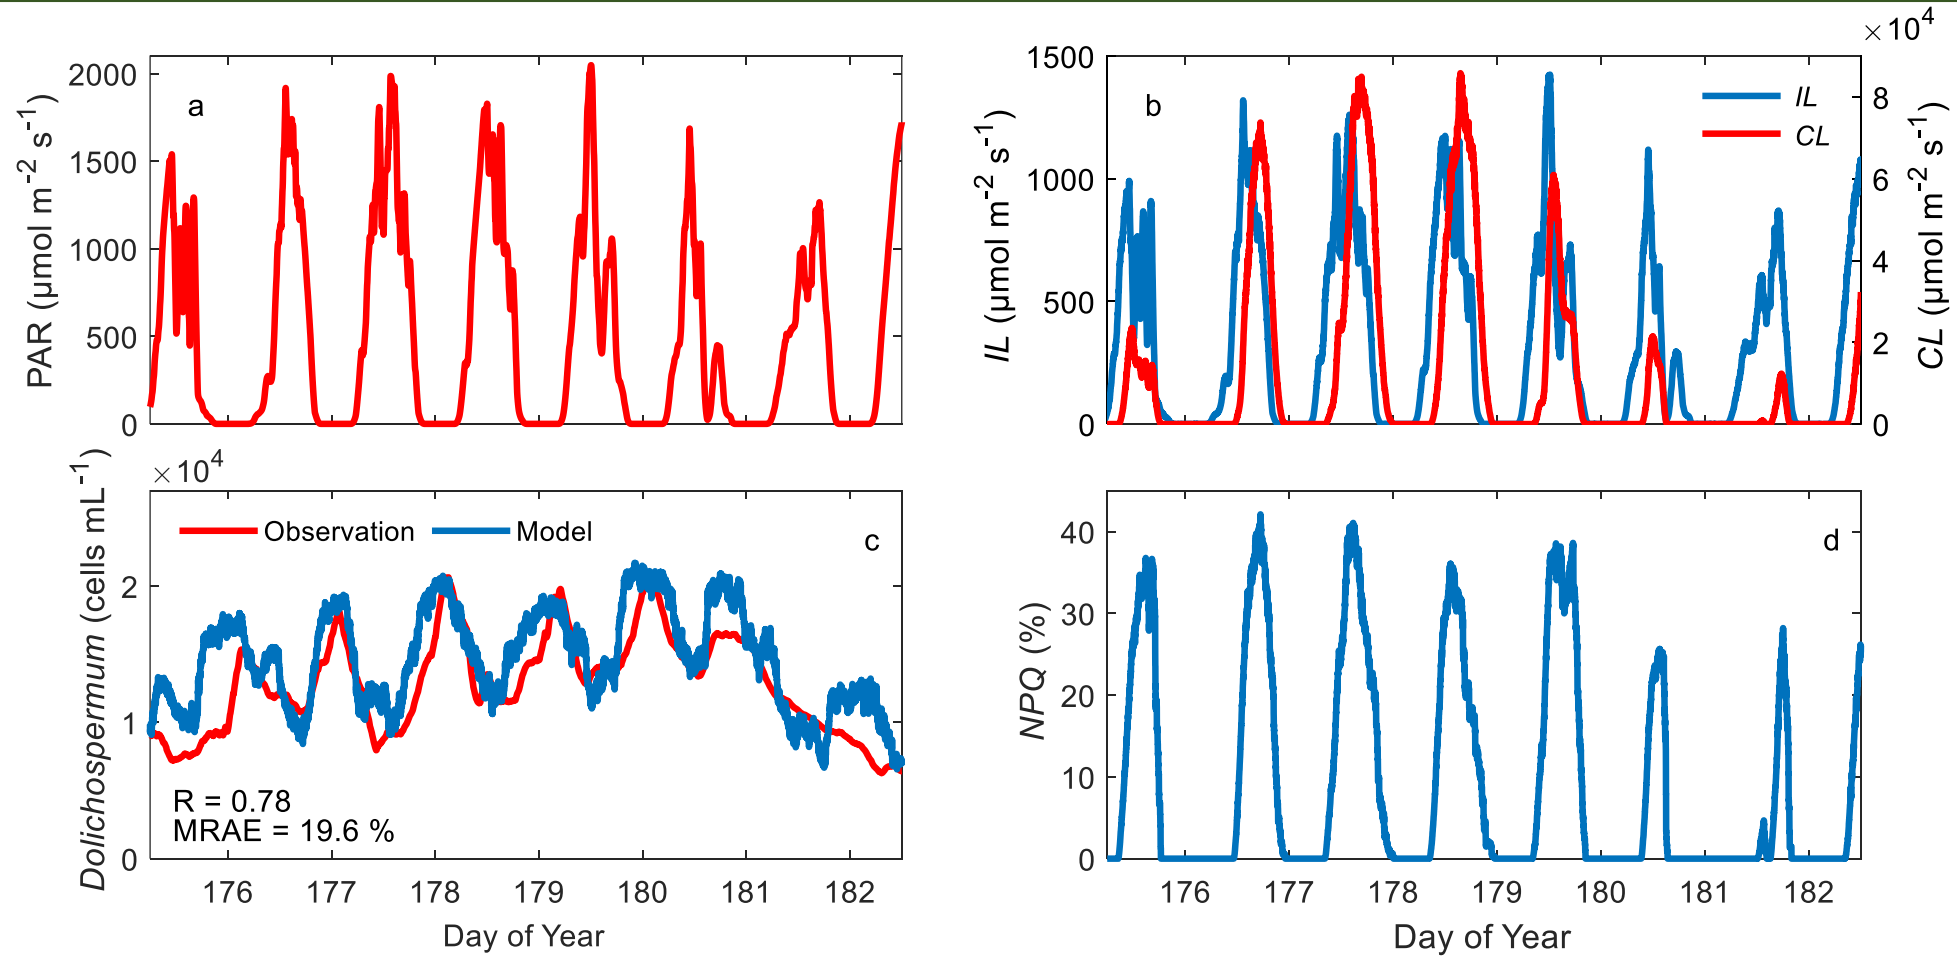 PAR (µmol m-2 s-1)
2000
1500
1000
500
0
a
×10^4
IL (µmol m-2 s-1)
1500
1000
500
0
b
IL
CL
8
6
4
2
0
CL (µmol m-2 s-1)
×10^4
Dolichospermum (cells mL-1)
2
1
0
Observation
Model
c
R = 0.78
MRAE = 19.6 %
176 177 178 179 180 181 182
Day of Year
NPQ (%)
40
30
20
10
0
d
176 177 178 179 180 181 182
Day of Year